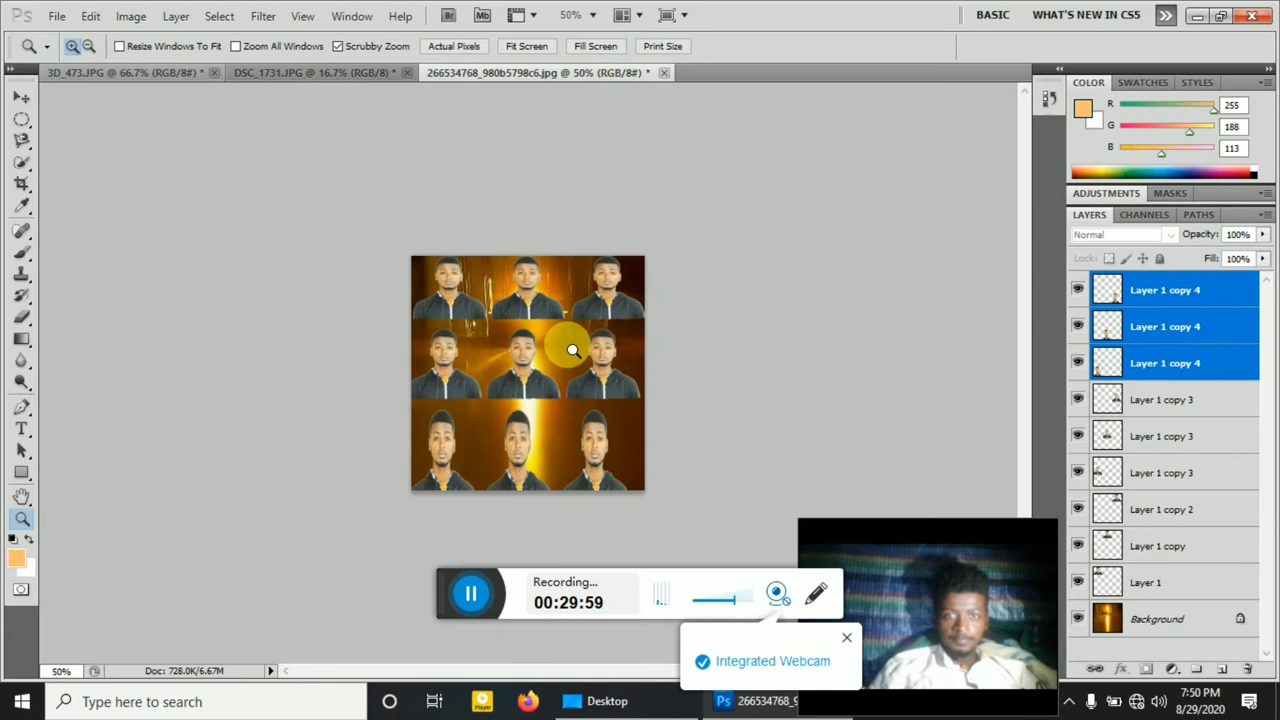 Ps File Edit Image Layer Select Filter View Window Help Br Mb 50% BASIC WHAT'S NEW IN CS5
Resize Windows To Fit Zoom All Windows Scrubby Zoom Actual Pixels Fit Screen Fill Screen Print Size
3D_473.JPG @ 66.7% (RGB/8#) * DSC_1731.JPG @ 16.7% (RGB/8) * 266534768_980b5798c6.jpg @ 50% (RGB/8#) *
COLOR SWATCHES STYLES
R 255
G 188
B 113
ADJUSTMENTS MASKS
LAYERS CHANNELS PATHS
Normal Opacity: 100%
Lock: Fill: 100%
Layer 1 copy 4
Layer 1 copy 4
Layer 1 copy 4
Layer 1 copy 3
Layer 1 copy 3
Layer 1 copy 3
Layer 1 copy 2
Layer 1 copy
Layer 1
Background
Recording...
00:29:59
Integrated Webcam
50% Doc: 728.0K/6.67M
Type here to search
Desktop
Ps 266534768_9
7:50 PM
8/29/2020